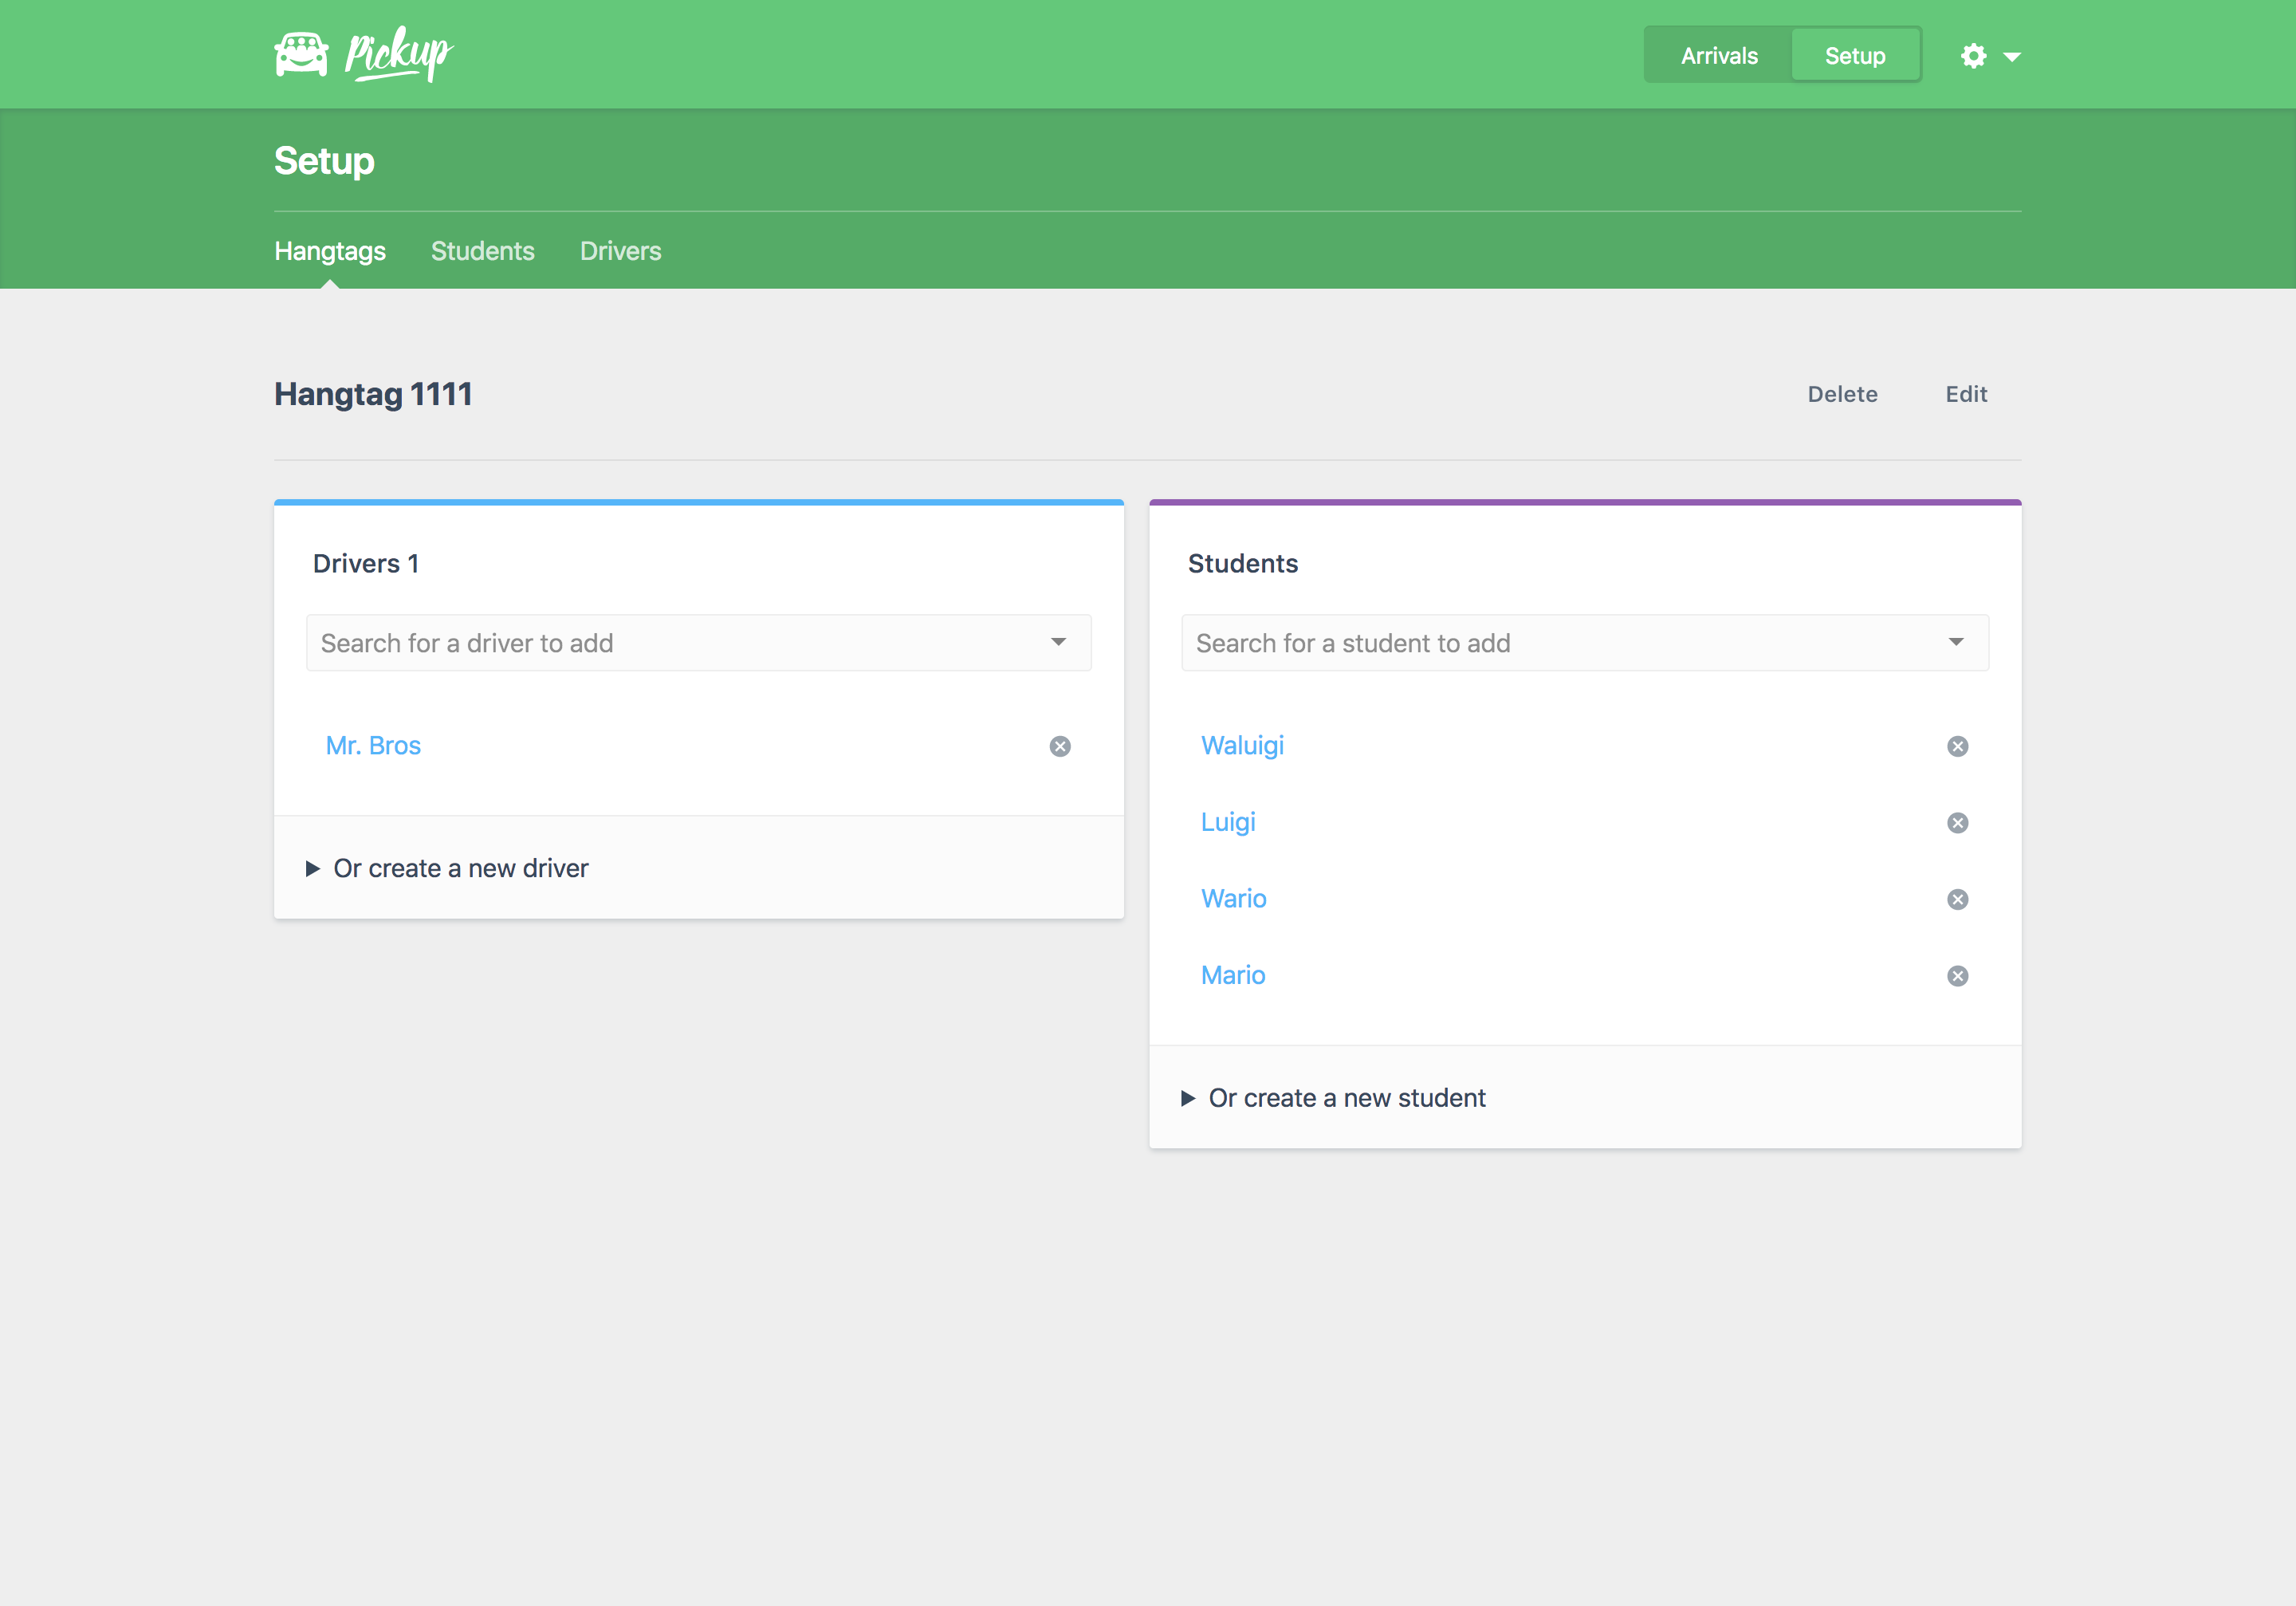 Pickup
Arrivals
Setup
Setup
Hangtags
Students
Drivers
Hangtag 1111
Delete
Edit
Drivers 1
Search for a driver to add
Mr. Bros
Or create a new driver
Students
Search for a student to add
Waluigi
Luigi
Wario
Mario
Or create a new student